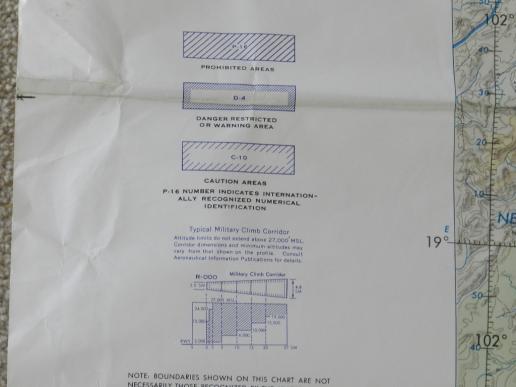 P-16
PROHIBITED AREAS
D-4
DANGER RESTRICTED
OR WARNING AREA
C-10
CAUTION AREAS
P-16 NUMBER INDICATES INTERNATION-
ALLY RECOGNIZED NUMERICAL
IDENTIFICATION
Typical Military Climb Corridor
Altitude limits do not extend above 27,000' MSL.
Corridor dimensions and minimum altitudes may
vary from that shown on the profile. Consult
Aeronautical Information Publications for details.
R-000 Military Climb Corridor
27,000 MSL
NOTE: BOUNDARIES SHOWN ON THIS CHART ARE NOT
102°
50
40
30
20
10
NE
E
19°
50
102°
40